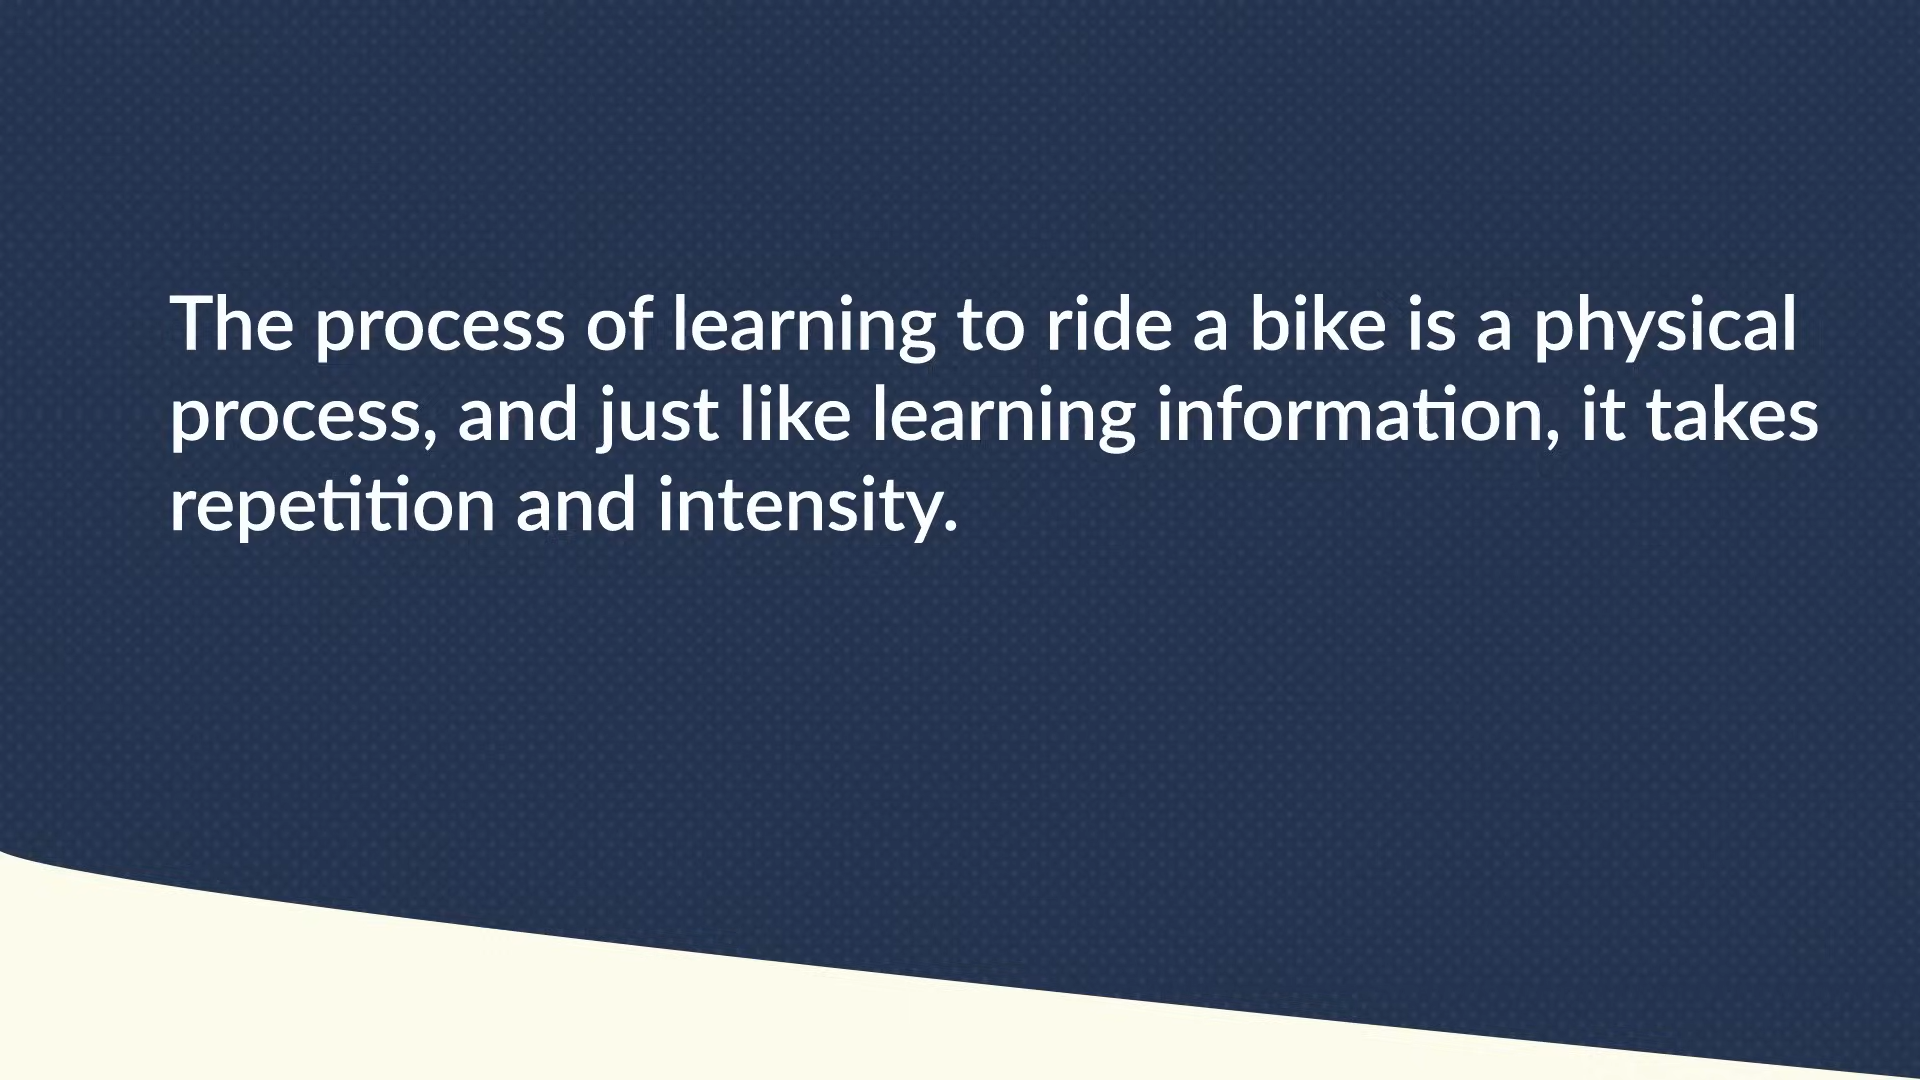 The process of learning to ride a bike is a physical
process, and just like learning information, it takes
repetition and intensity.